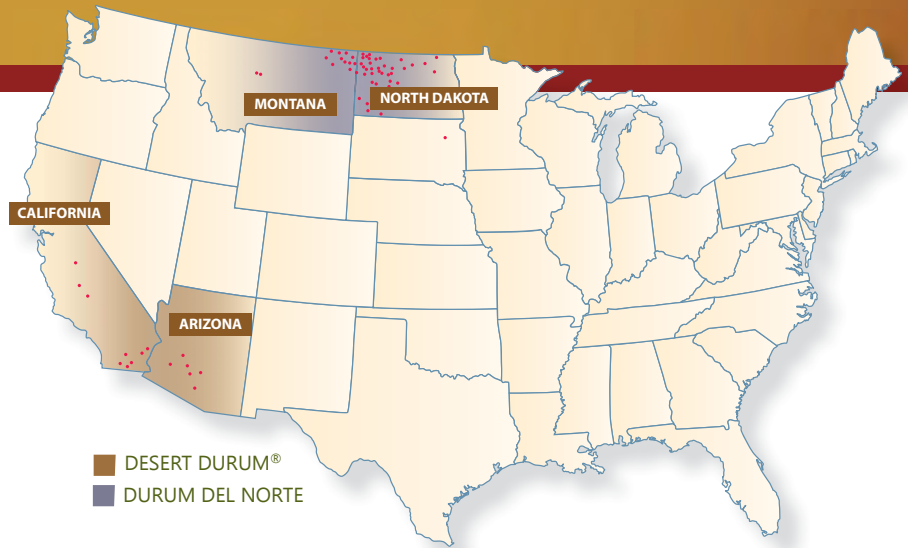 MONTANA
NORTH DAKOTA
CALIFORNIA
ARIZONA
DESERT DURUM®
DURUM DEL NORTE